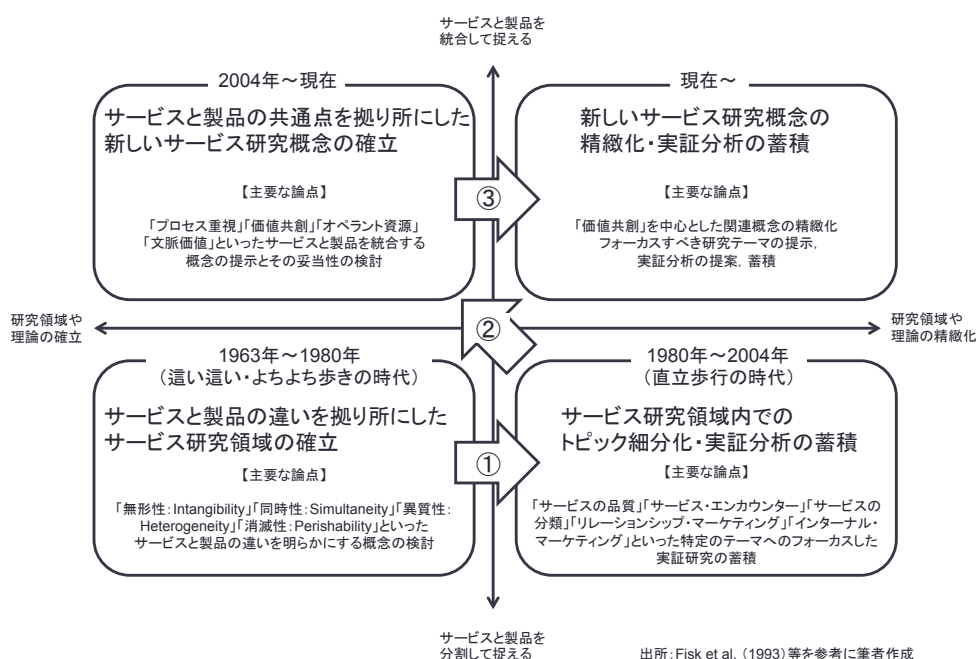 サービスと製品を
統合して捉える
2004年～現在
サービスと製品の共通点を拠り所にした
新しいサービス研究概念の確立
【主要な論点】
「プロセス重視」「価値共創」「オペラント資源」
「文脈価値」といったサービスと製品を統合する
概念の提示とその妥当性の検討
現在～
新しいサービス研究概念の
精緻化・実証分析の蓄積
【主要な論点】
「価値共創」を中心とした関連概念の精緻化
フォーカスすべき研究テーマの提示，
実証分析の提案，蓄積
③
研究領域や
理論の確立
②
研究領域や
理論の精緻化
1963年～1980年
（這い這い・よちよち歩きの時代）
サービスと製品の違いを拠り所にした
サービス研究領域の確立
【主要な論点】
「無形性：Intangibility」「同時性：Simultaneity」「異質性：
Heterogeneity」「消滅性：Perishability」といった
サービスと製品の違いを明らかにする概念の検討
①
1980年～2004年
（直立歩行の時代）
サービス研究領域内での
トピック細分化・実証分析の蓄積
【主要な論点】
「サービスの品質」「サービス・エンカウンター」「サービスの
分類」「リレーションシップ・マーケティング」「インターナル・
マーケティング」といった特定のテーマへのフォーカスした
実証研究の蓄積
サービスと製品を
分割して捉える
出所：Fisk et al. （1993）等を参考に筆者作成